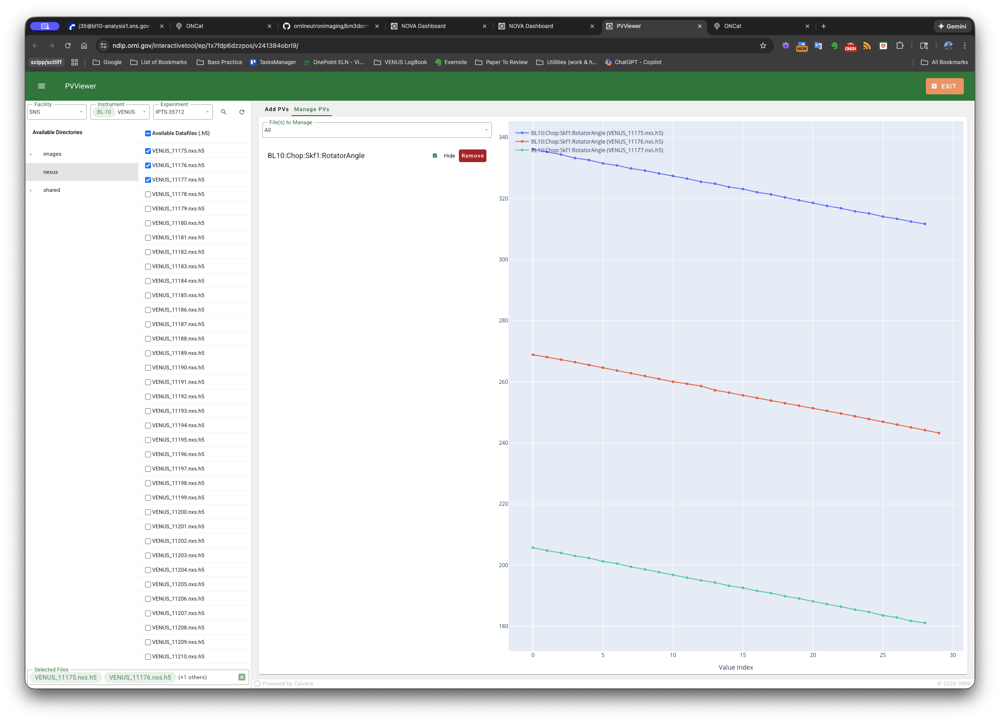 j35@bl10-analysis1.sns.gov -
ONCat
ornlneutronimaging/bm3dorn
NOVA Dashboard
NOVA Dashboard
PVViewer
ONCat
Gemini
ndip.ornl.gov/interactivetool/ep/1x7fdp6dzzpos/v241384obrl9/
NEW
scipp/scitiff
Google
List of Bookmarks
Bass Practice
TasksManager
OnePoint ELN - Vi...
VENUS LogBook
Evernote
Paper To Review
Utilities (work & h...
ChatGPT - Copilot
All Bookmarks
PVViewer
EXIT
Facility
SNS
Instrument
BL-10 VENUS
Experiment
IPTS-35712
Available Directories
images
nexus
shared
Available Datafiles (.h5)
VENUS_11175.nxs.h5
VENUS_11176.nxs.h5
VENUS_11177.nxs.h5
VENUS_11178.nxs.h5
VENUS_11179.nxs.h5
VENUS_11180.nxs.h5
VENUS_11181.nxs.h5
VENUS_11182.nxs.h5
VENUS_11183.nxs.h5
VENUS_11184.nxs.h5
VENUS_11185.nxs.h5
VENUS_11186.nxs.h5
VENUS_11187.nxs.h5
VENUS_11188.nxs.h5
VENUS_11189.nxs.h5
VENUS_11190.nxs.h5
VENUS_11191.nxs.h5
VENUS_11192.nxs.h5
VENUS_11193.nxs.h5
VENUS_11194.nxs.h5
VENUS_11195.nxs.h5
VENUS_11196.nxs.h5
VENUS_11197.nxs.h5
VENUS_11198.nxs.h5
VENUS_11199.nxs.h5
VENUS_11200.nxs.h5
VENUS_11201.nxs.h5
VENUS_11202.nxs.h5
VENUS_11203.nxs.h5
VENUS_11204.nxs.h5
VENUS_11205.nxs.h5
VENUS_11206.nxs.h5
VENUS_11207.nxs.h5
VENUS_11208.nxs.h5
VENUS_11209.nxs.h5
VENUS_11210.nxs.h5
Selected Files
VENUS_11175.nxs.h5 VENUS_11176.nxs.h5 (+1 others)
Add PVs
Manage PVs
File(s) to Manage
All
BL10:Chop:Skf1:RotatorAngle
Hide
Remove
BL10:Chop:Skf1:RotatorAngle (VENUS_11175.nxs.h5)
BL10:Chop:Skf1:RotatorAngle (VENUS_11176.nxs.h5)
BL10:Chop:Skf1:RotatorAngle (VENUS_11177.nxs.h5)
340
320
300
280
260
240
220
200
180
0 5 10 15 20 25 30
Value Index
Powered by Calvera
© 2026 ORNL